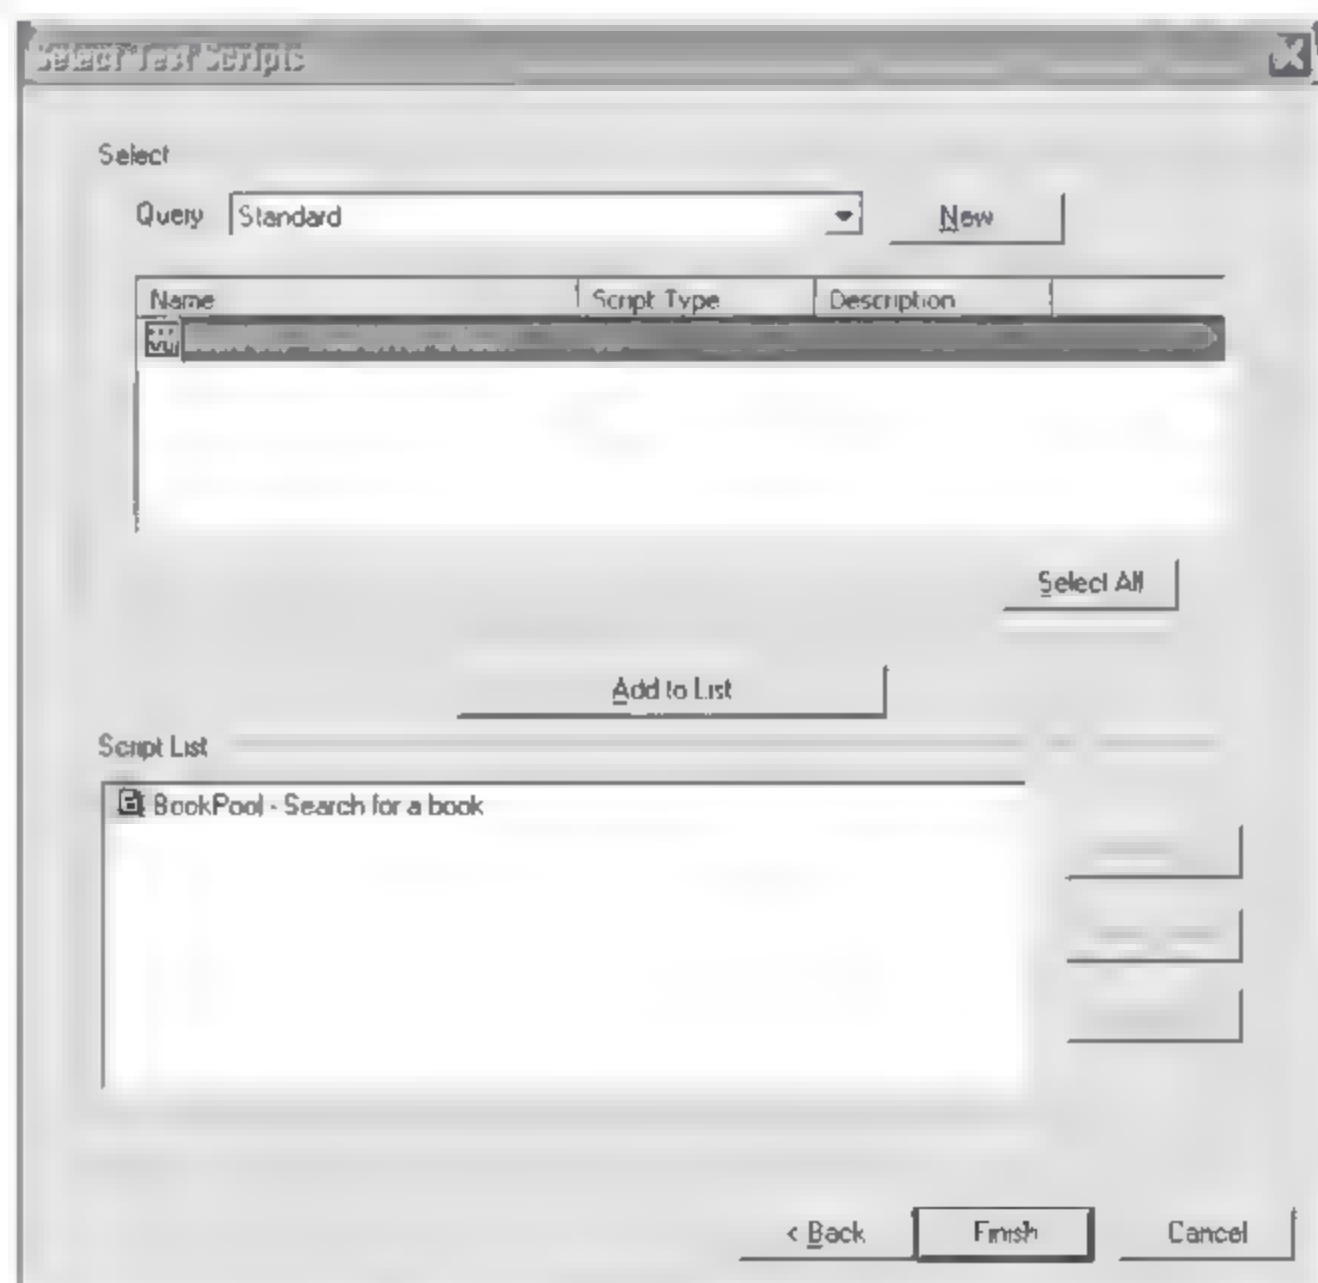 Select Test Scripts
Select
Query Standard New
Name Script Type Description
Select All
Add to List
Script List
BookPool - Search for a book
< Back Finish Cancel